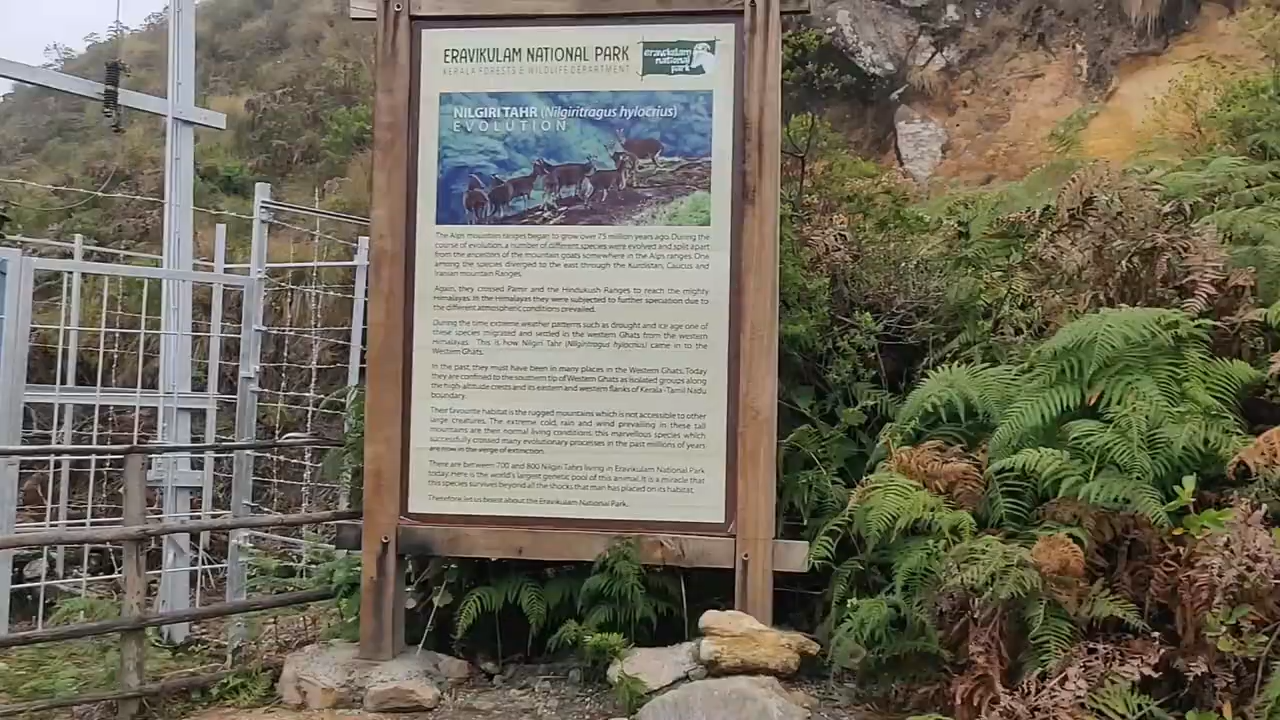 ERAVIKULAM NATIONAL PARK
KERALA FORESTS & WILDLIFE DEPARTMENT
eravikulam
national
park
NILGIRI TAHR (Nilgiritragus hylocrius)
EVOLUTION
The Alps mountain ranges began to grow over 75 million years ago. During the
course of evolution, a number of different species were evolved and split apart
from the ancestors of the mountain goats somewhere in the Alps ranges. One
among the species diverged to the east through the Kurdistan, Caucus and
Iranian mountain Ranges.
Again, they crossed Pamir and the Hindukush Ranges to reach the mighty
Himalayas. In the Himalayas they were subjected to further speciation due to
the different atmospheric conditions prevailed.
During the time extreme weather patterns such as drought and ice age one of
these species migrated and settled in the western Ghats from the western
Himalayas. This is how Nilgiri Tahr (Nilgiritragus hylocrius) came in to the
Western Ghats.
In the past, they must have been in many places in the Western Ghats. Today
they are confined to the southern tip of Western Ghats as isolated groups along
the high-altitude crests and its eastern and western flanks of Kerala -Tamil Nadu
boundary.
Their favourite habitat is the rugged mountains which is not accessible to other
large creatures. The extreme cold, rain and wind prevailing in these tall
mountains are their normal living conditions. this marvellous species which
successfully crossed many evolutionary processes in the past millions of years
are now in the verge of extinction.
There are between 700 and 800 Nilgiri Tahrs living in Eravikulam National Park
today. Here is the world's largest genetic pool of this animal. It is a miracle that
this species survived beyond all the shocks that man has placed on its habitat.
Therefore let us boast about the Eravikulam National Park.